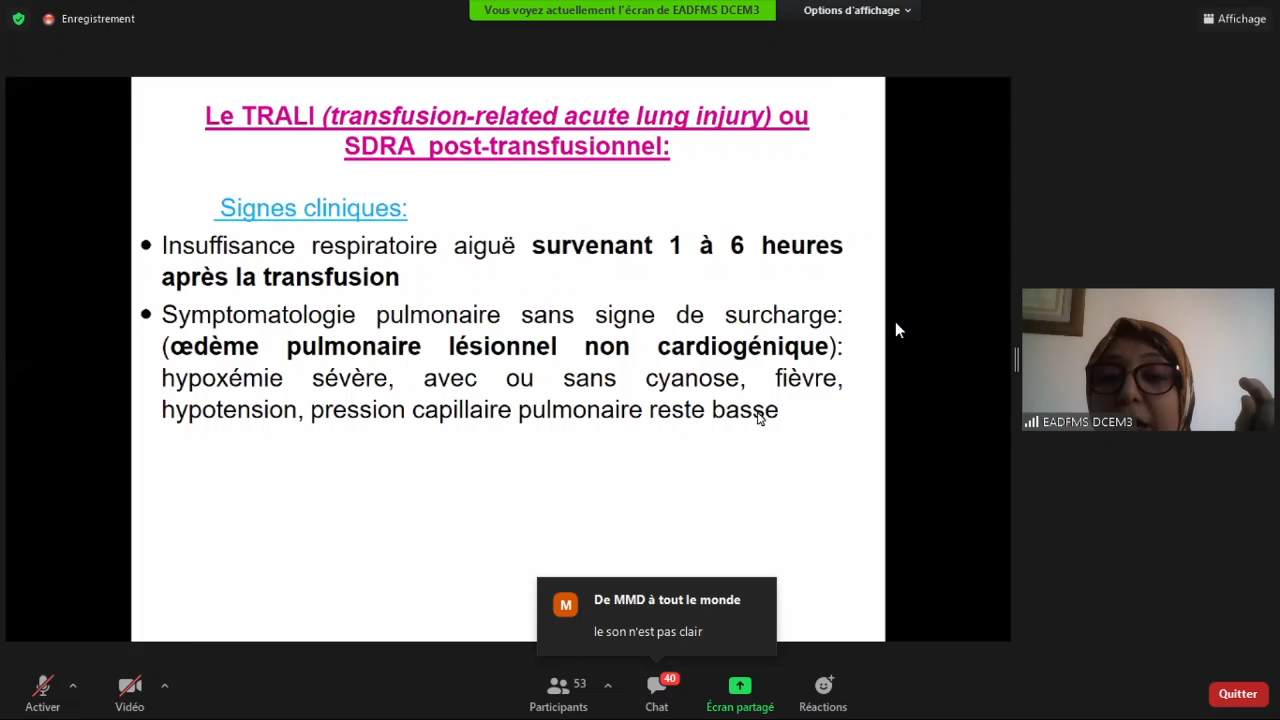 Enregistrement
Vous voyez actuellement l'écran de EADFMS DCEM3
Options d'affichage
Affichage
Le TRALI (transfusion-related acute lung injury) ou
SDRA post-transfusionnel:
Signes cliniques:
• Insuffisance respiratoire aiguë survenant 1 à 6 heures
après la transfusion
• Symptomatologie pulmonaire sans signe de surcharge:
(œdème pulmonaire lésionnel non cardiogénique):
hypoxémie sévère, avec ou sans cyanose, fièvre,
hypotension, pression capillaire pulmonaire reste basse
EADFMS DCEM3
M
De MMD à tout le monde
le son n'est pas clair
Activer
Vidéo
53
Participants
40
Chat
Écran partagé
Réactions
Quitter